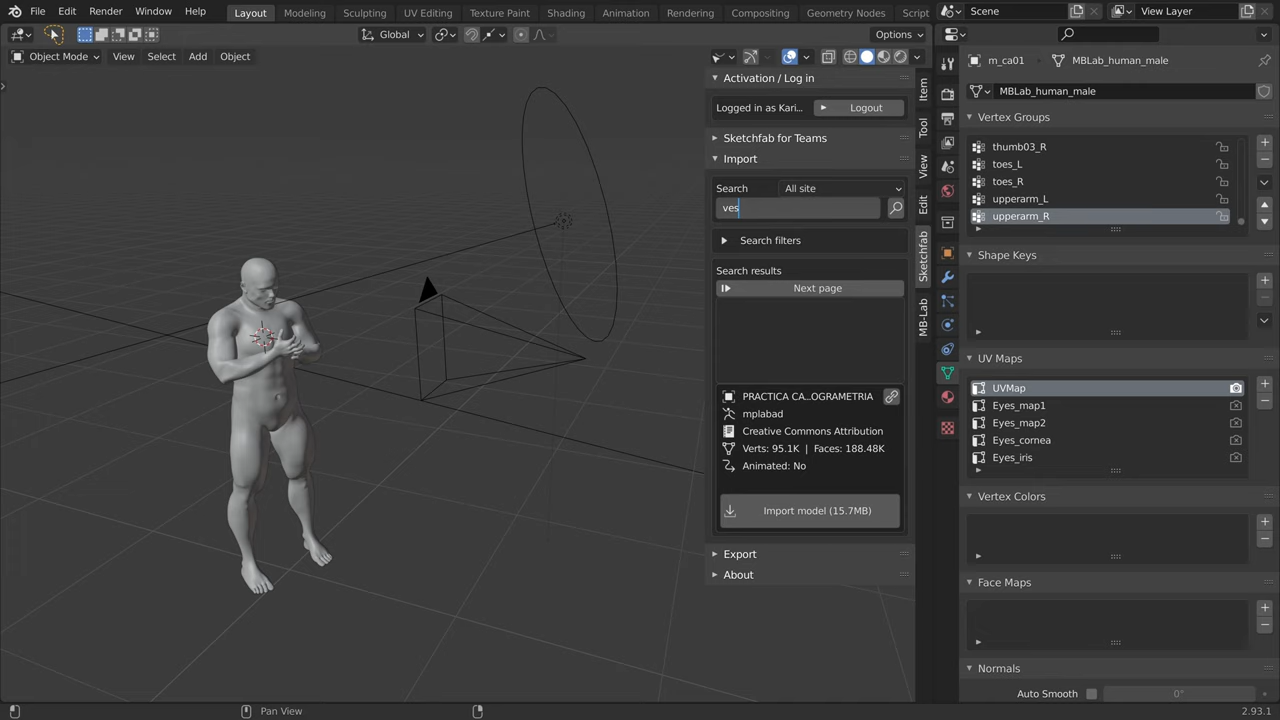 File Edit Render Window Help Layout Modeling Sculpting UV Editing Texture Paint Shading Animation Rendering Compositing Geometry Nodes Script Scene View Layer
Global Options
Object Mode View Select Add Object
Activation / Log in
Logged in as Kari... Logout
Sketchfab for Teams
Import
Search All site
ves
Search filters
Search results
Next page
PRACTICA CA...OGRAMETRIA
mplabad
Creative Commons Attribution
Verts: 95.1K | Faces: 188.48K
Animated: No
Import model (15.7MB)
Export
About
Item
Tool
View
Edit
Sketchfab
MB-Lab
m_ca01 MBLab_human_male
MBLab_human_male
Vertex Groups
thumb03_R
toes_L
toes_R
upperarm_L
upperarm_R
Shape Keys
UV Maps
UVMap
Eyes_map1
Eyes_map2
Eyes_cornea
Eyes_iris
Vertex Colors
Face Maps
Normals
Auto Smooth 0°
Pan View 2.93.1